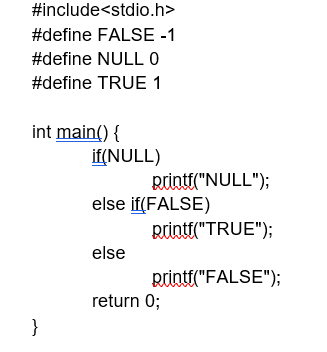 #include<stdio.h>
#define FALSE -1
#define NULL 0
#define TRUE 1

int main() {
if(NULL)
printf("NULL");
else if(FALSE)
printf("TRUE");
else
printf("FALSE");
return 0;
}